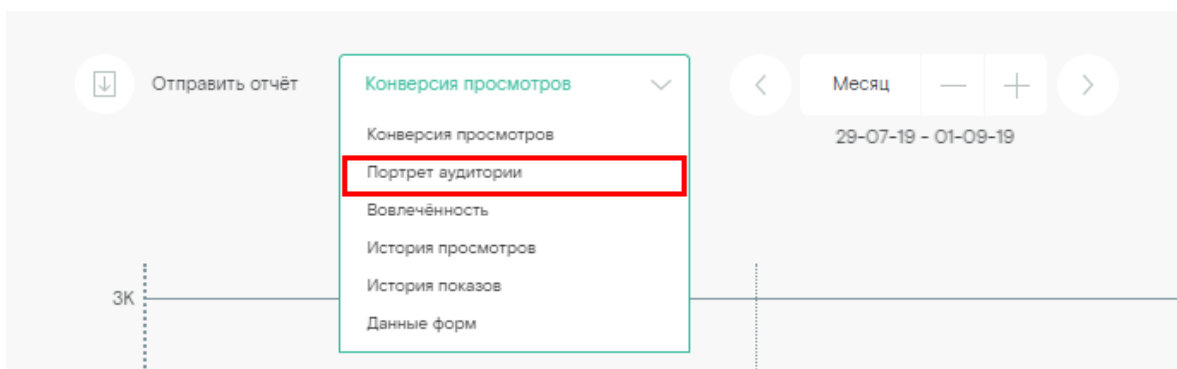 Отправить отчёт
Конверсия просмотров
Месяц
29-07-19 - 01-09-19
Конверсия просмотров
Портрет аудитории
Вовлечённость
История просмотров
История показов
Данные форм
3K